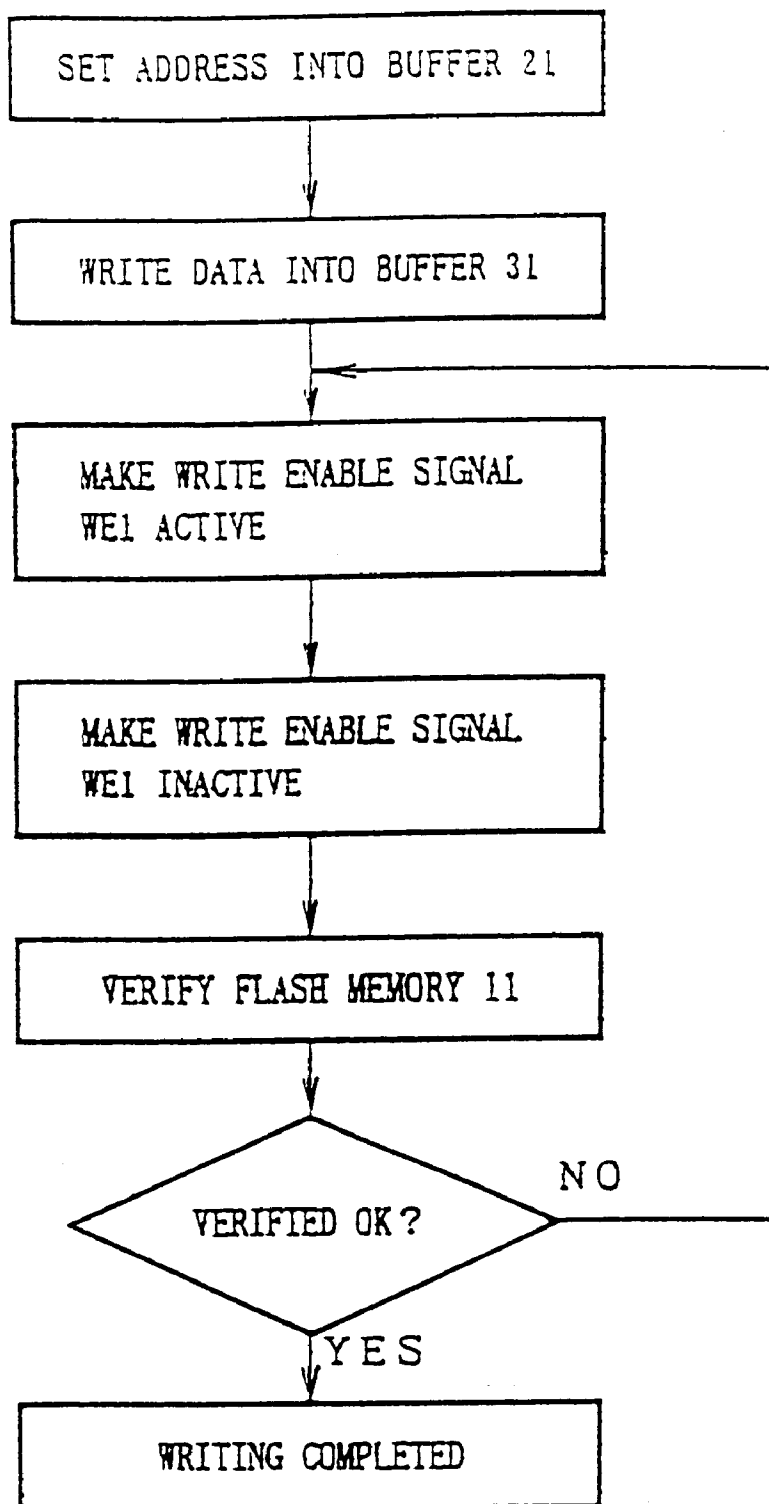 SET ADDRESS INTO BUFFER 21
WRITE DATA INTO BUFFER 31
MAKE WRITE ENABLE SIGNAL
WE1 ACTIVE
MAKE WRITE ENABLE SIGNAL
WE1 INACTIVE
VERIFY FLASH MEMORY 11
VERIFIED OK?
NO
YES
WRITING COMPLETED